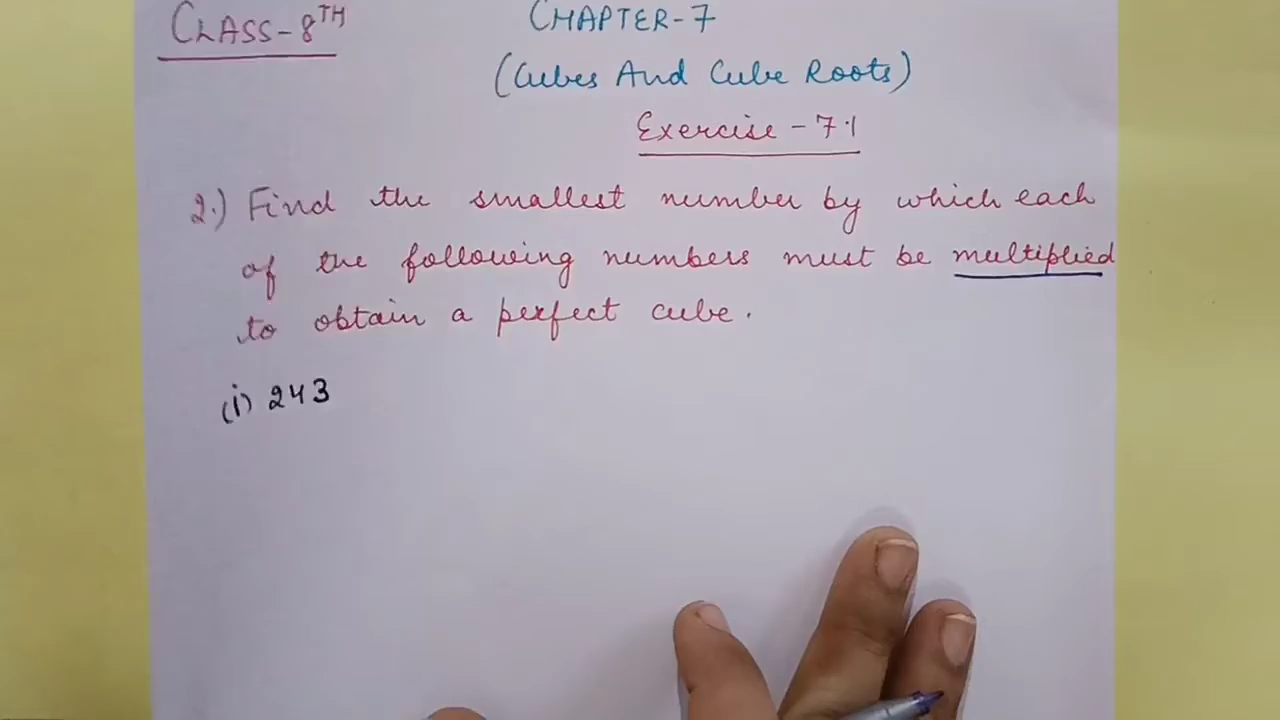 CLASS-8TH
CHAPTER-7
(Cubes And Cube Roots)
Exercise - 7.1
2.) Find the smallest number by which each
of the following numbers must be multiplied
to obtain a perfect cube.
(i) 243